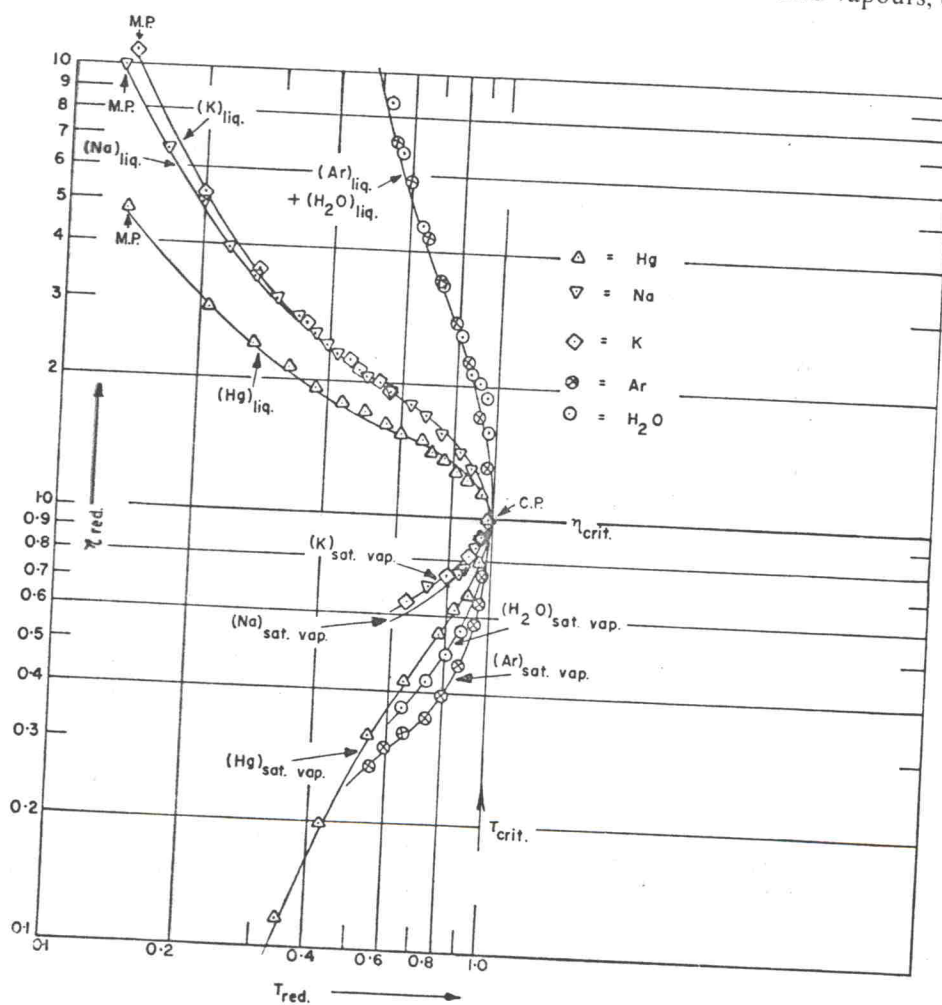 vapours,
M.P.
10
9
8
7
6
5
4
3
2
1·0
0·9
0·8
0·7
0·6
0·5
0·4
0·3
0·2
0·1
η red.
M.P.
(K)liq.
(Na)liq.
M.P.
(Hg)liq.
(Ar)liq.
+ (H2O)liq.
△ = Hg
▽ = Na
◇ = K
⊗ = Ar
⊙ = H2O
C.P.
ηcrit.
(K)sat. vap.
(Na)sat. vap.
(H2O)sat. vap.
(Ar)sat. vap.
(Hg)sat. vap.
Tcrit.
0·1 0·2 0·4 0·6 0·8 1·0
Tred.